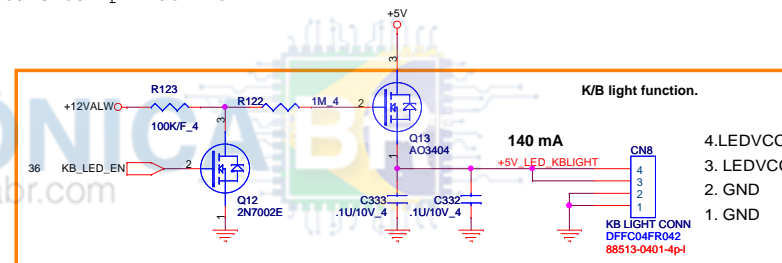 +5V
3
K/B light function.
R123
+12VALW
R122
1M_4
2
100K/F_4
3
Q13
AO3404
1
140 mA
CN8
4.LEDVCC
36
KB_LED_EN
2
+5V_LED_KBLIGHT
4
3
2
1
3. LEDVCC
2. GND
1. GND
Q12
2N7002E
1
C333
.1U/10V_4
C332
.1U/10V_4
KB LIGHT CONN
DFFC04FR042
88513-0401-4p-l